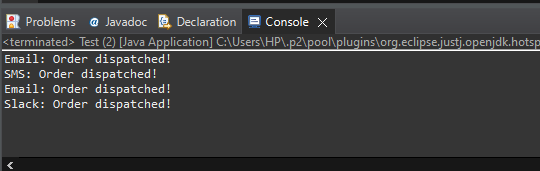 Problems @ Javadoc Declaration Console
<terminated> Test (2) [Java Application] C:\Users\HP\.p2\pool\plugins\org.eclipse.justj.openjdk.hotsp
Email: Order dispatched!
SMS: Order dispatched!
Email: Order dispatched!
Slack: Order dispatched!